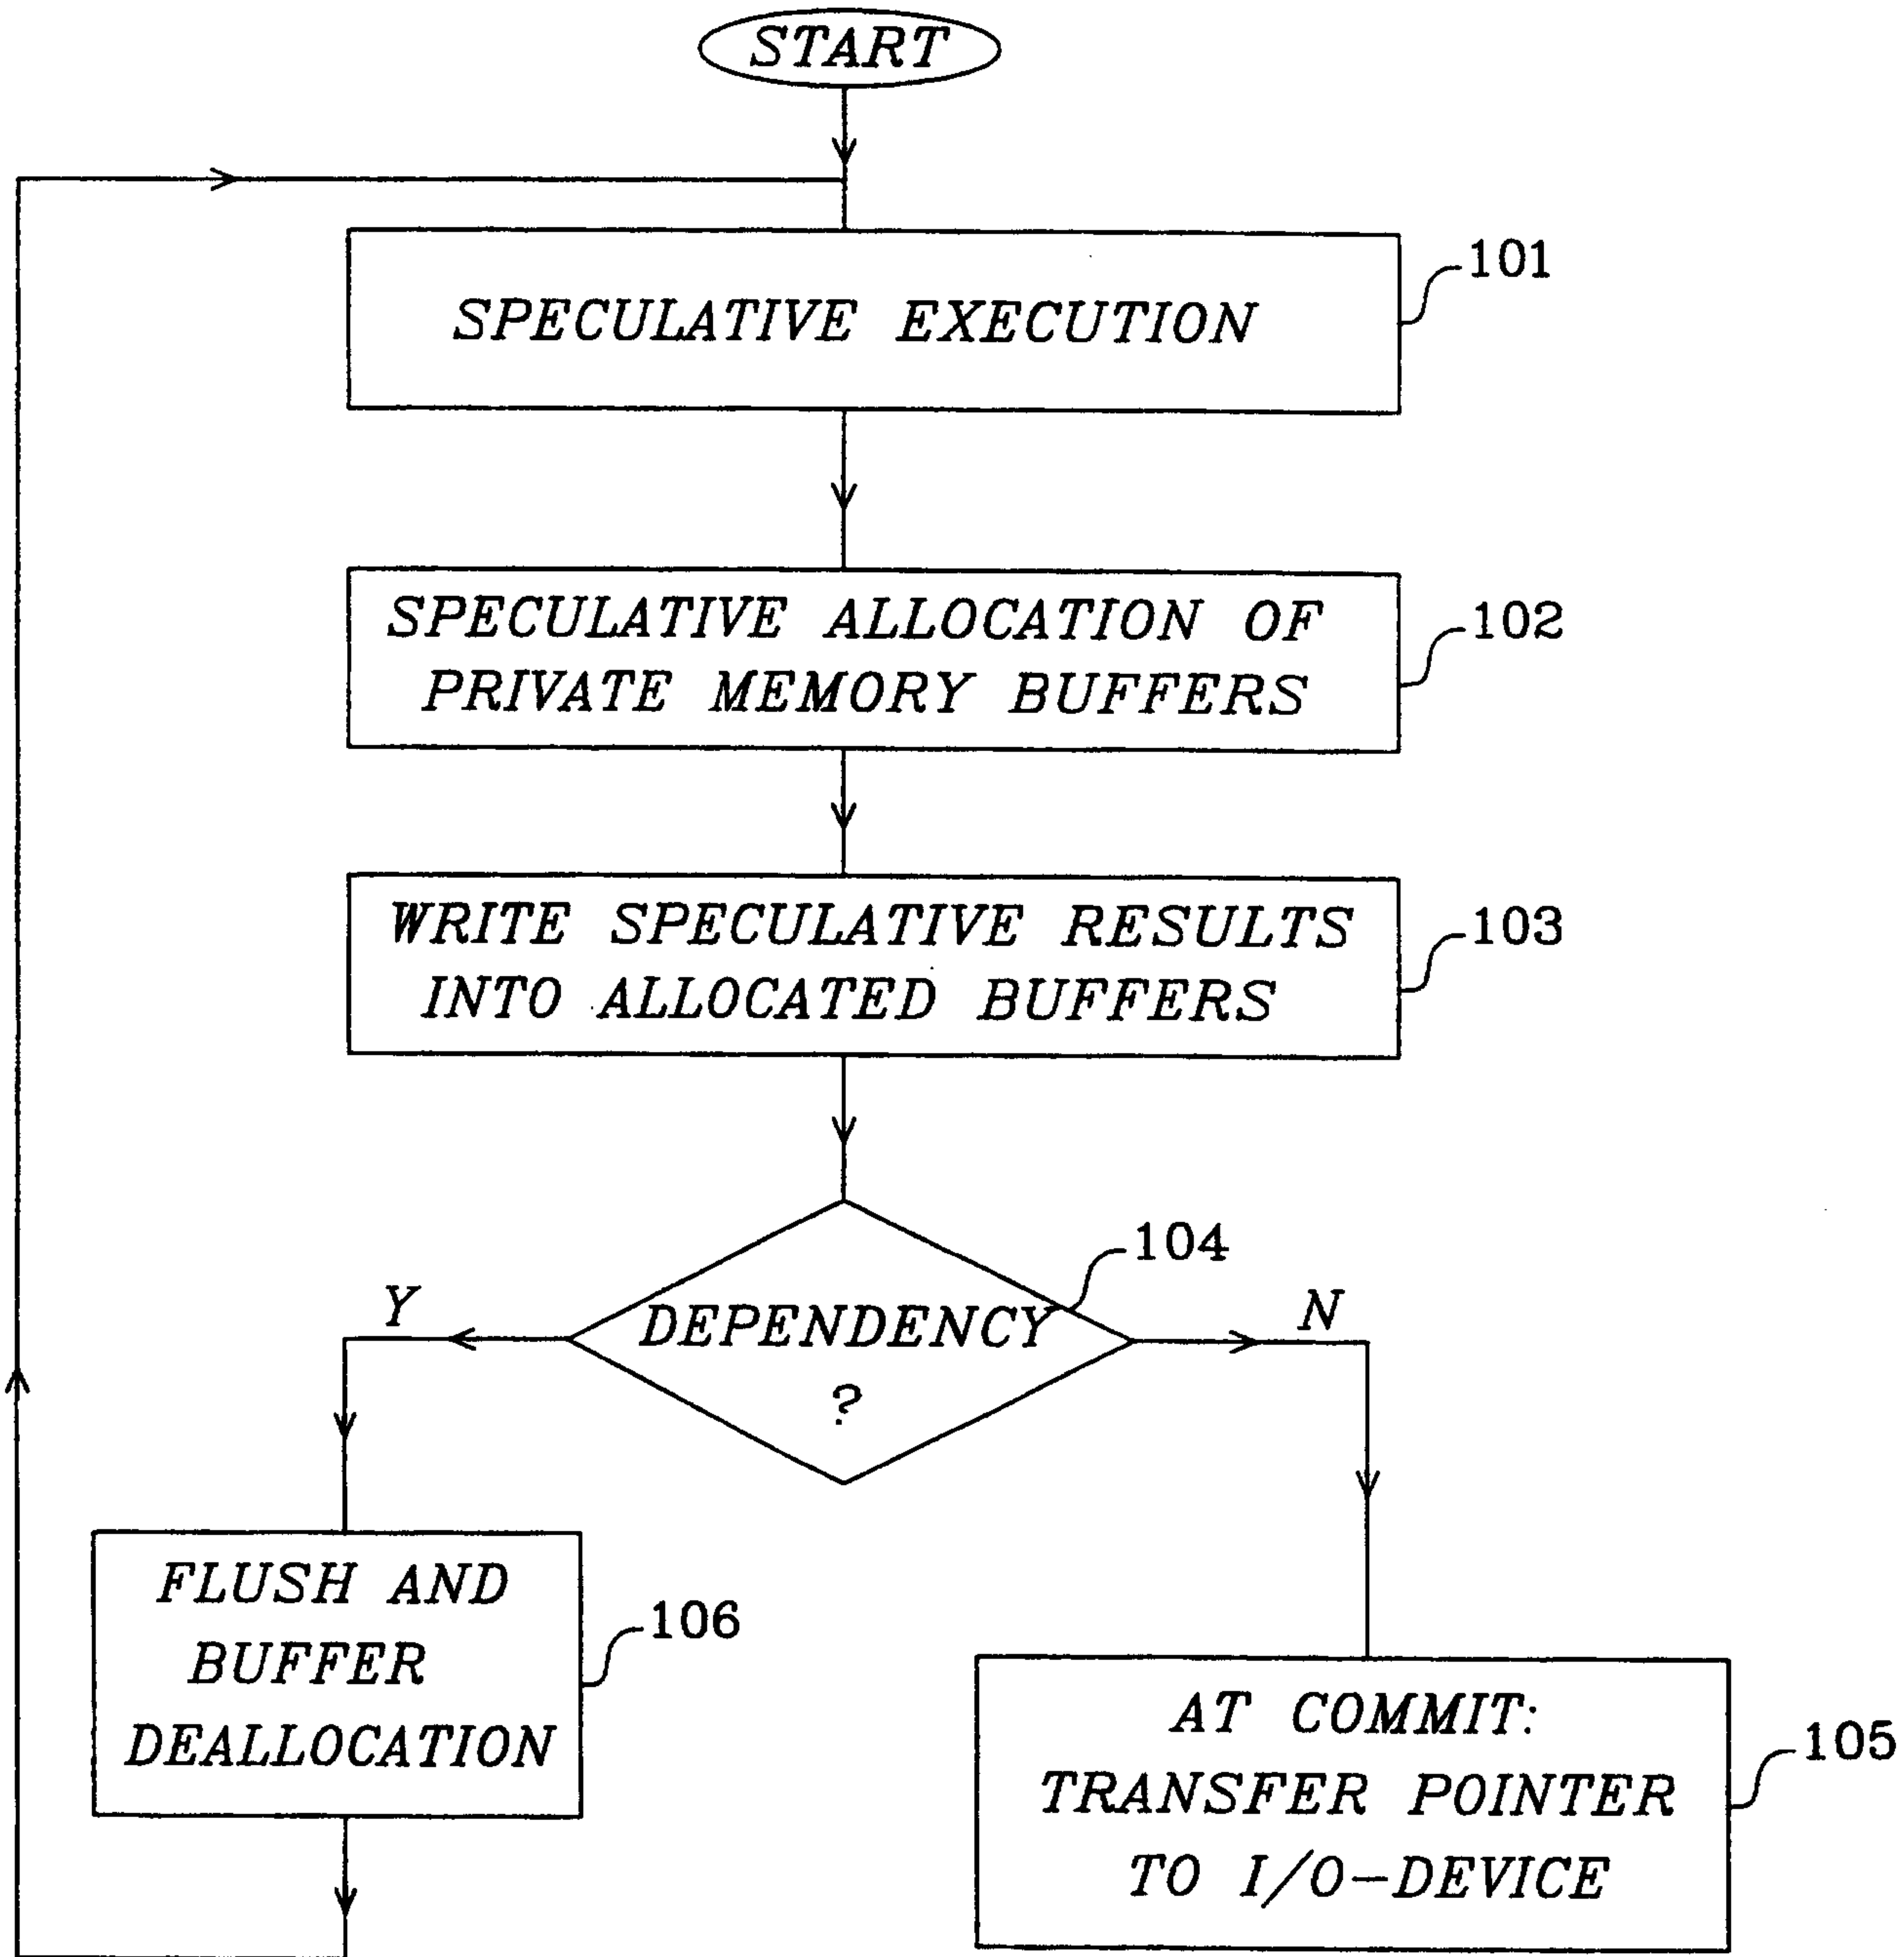 START
SPECULATIVE EXECUTION
101
SPECULATIVE ALLOCATION OF
PRIVATE MEMORY BUFFERS
102
WRITE SPECULATIVE RESULTS
INTO ALLOCATED BUFFERS
103
DEPENDENCY
?
104
Y
N
FLUSH AND
BUFFER
DEALLOCATION
106
AT COMMIT:
TRANSFER POINTER
TO I/O-DEVICE
105